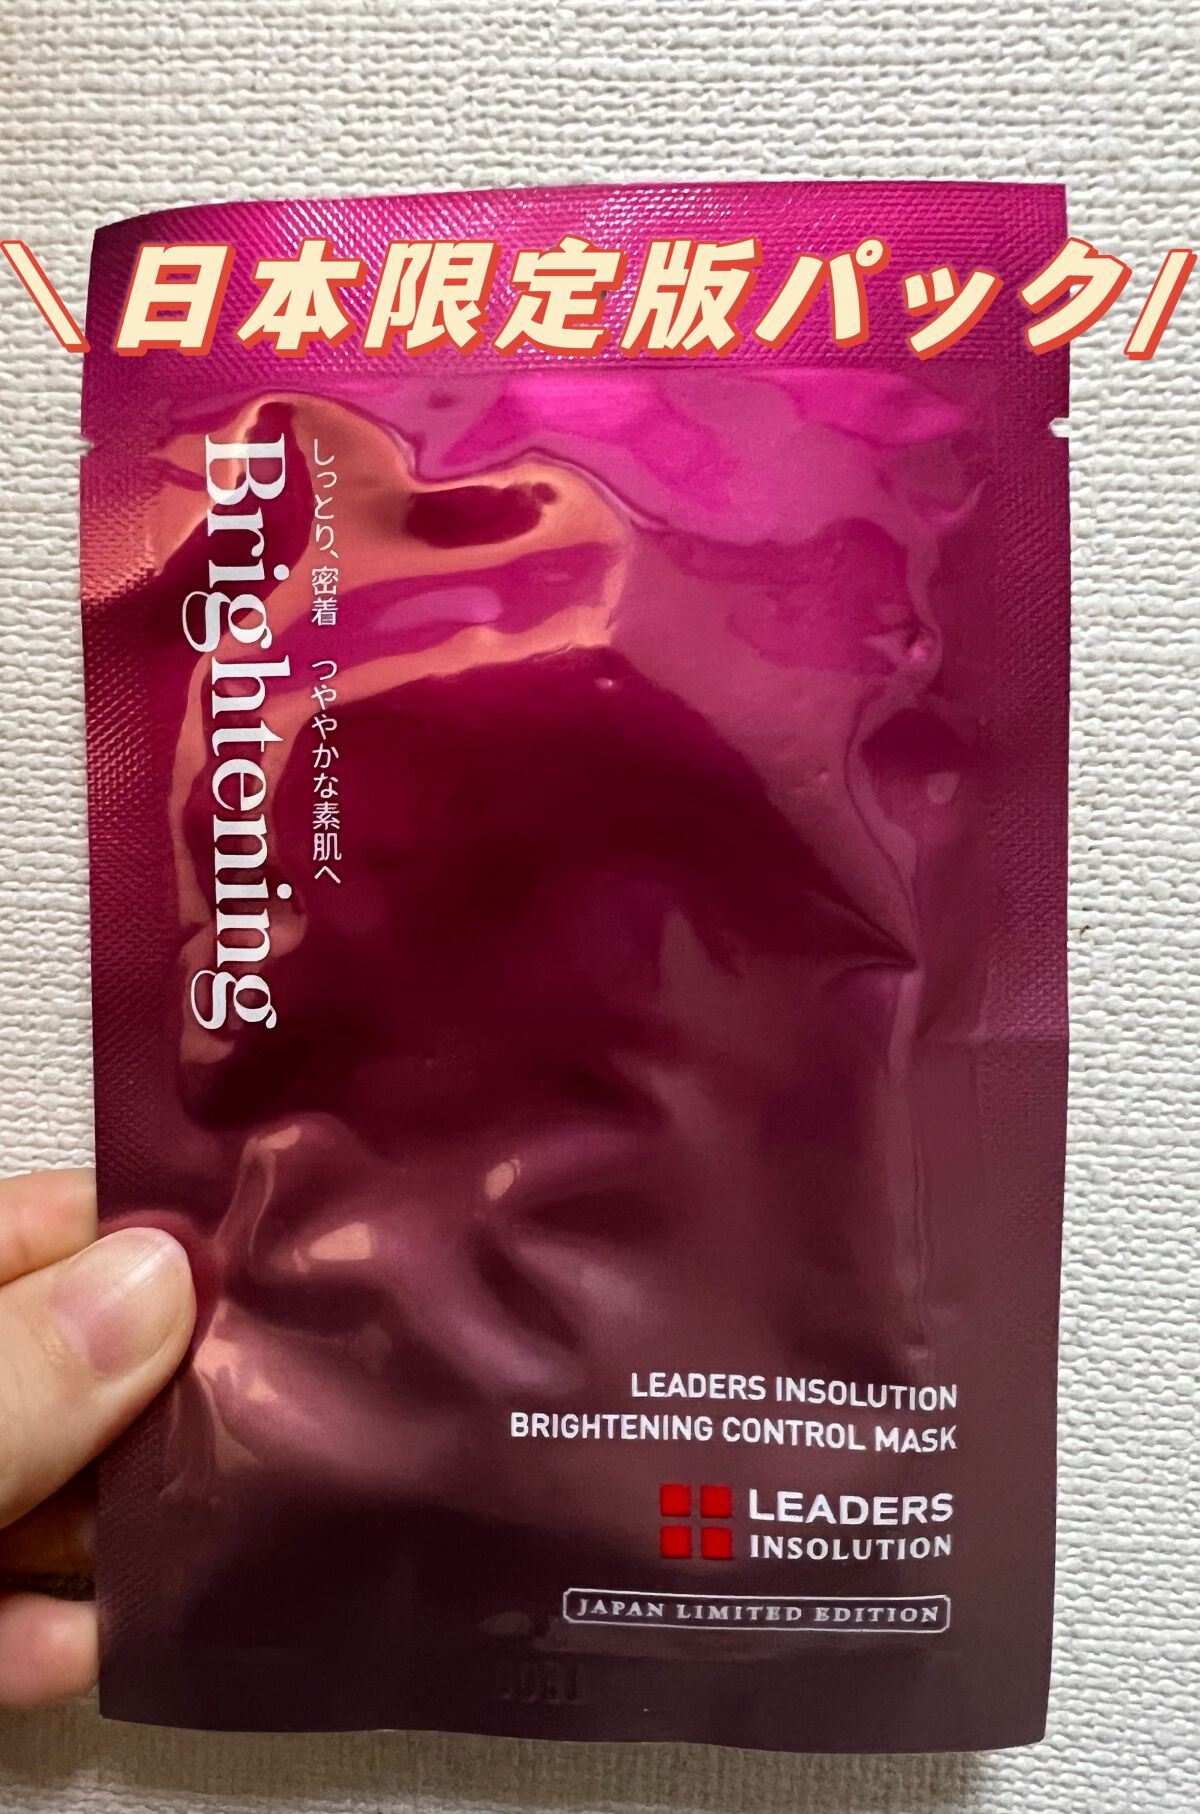 \日本限定版パック/
しっとり、密着 つややかな素肌へ
Brightening
LEADERS INSOLUTION
BRIGHTENING CONTROL MASK
LEADERS
INSOLUTION
JAPAN LIMITED EDITION